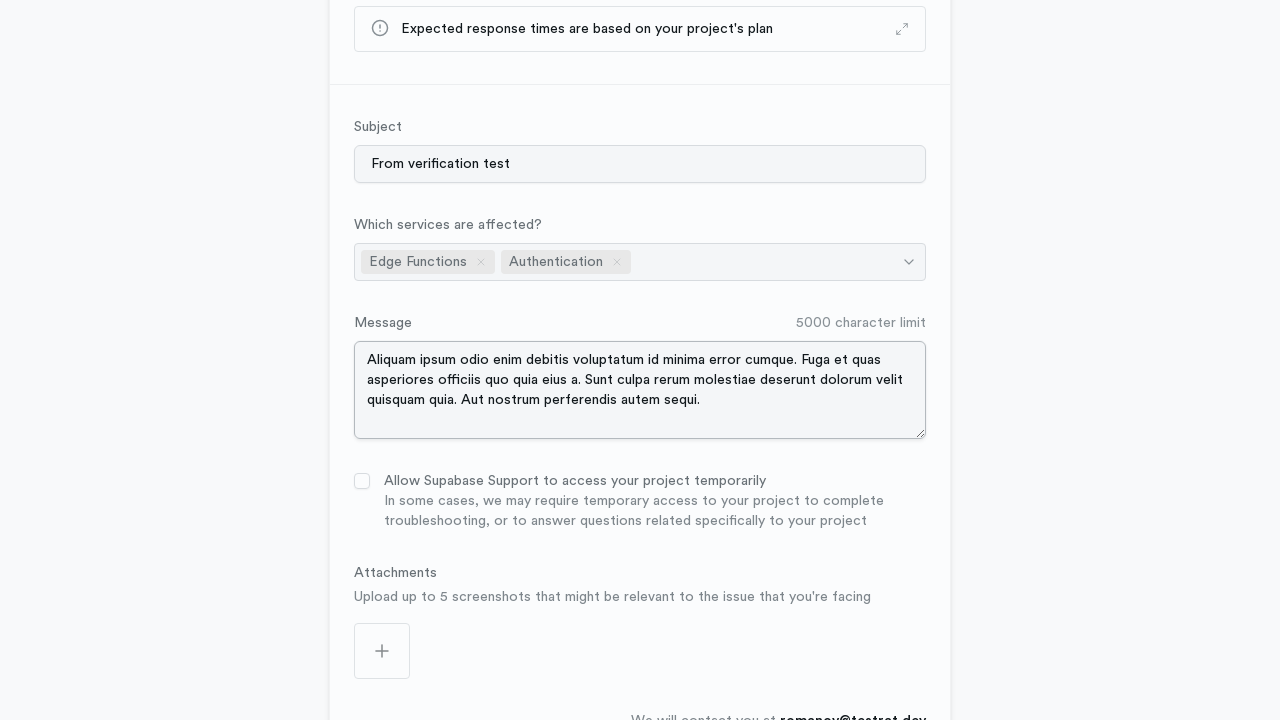 Expected response times are based on your project's plan
Subject
From verification test
Which services are affected?
Edge Functions Authentication
Message 5000 character limit
Aliquam ipsum odio enim debitis voluptatum id minima error cumque. Fuga et quas
asperiores officiis quo quia eius a. Sunt culpa rerum molestiae deserunt dolorum velit
quisquam quia. Aut nostrum perferendis autem sequi.
Allow Supabase Support to access your project temporarily
In some cases, we may require temporary access to your project to complete
troubleshooting, or to answer questions related specifically to your project
Attachments
Upload up to 5 screenshots that might be relevant to the issue that you're facing
We will contact you at